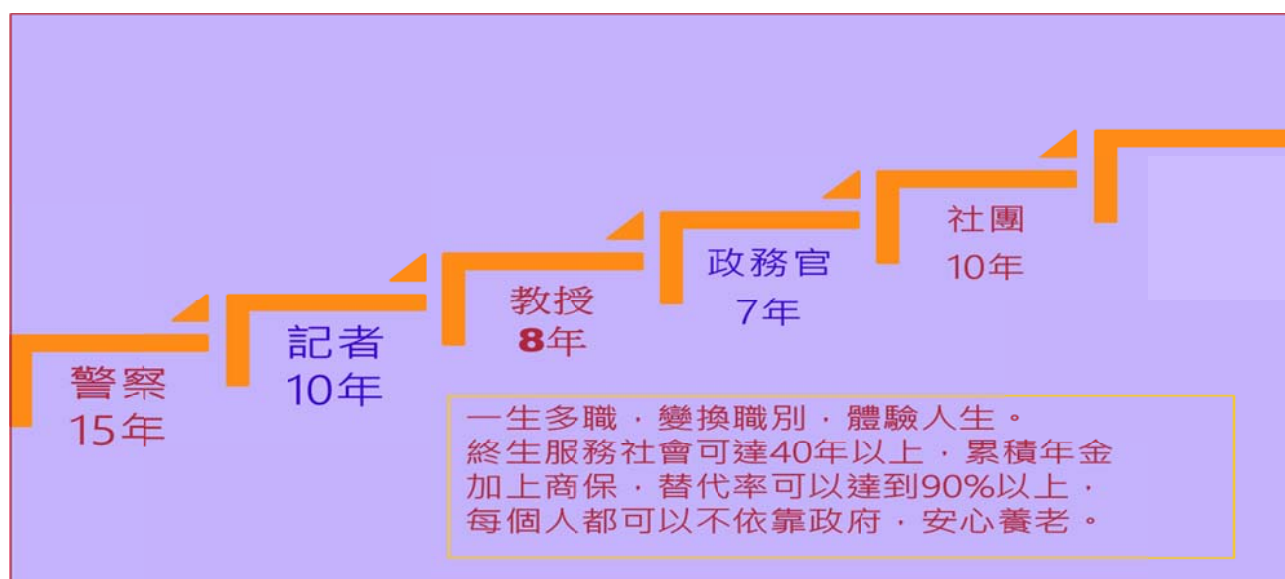 警察
15年
記者
10年
教授
8年
政務官
7年
社團
10年
一生多職，變換職別，體驗人生。
終生服務社會可達40年以上，累積年金
加上商保，替代率可以達到90%以上，
每個人都可以不依靠政府，安心養老。